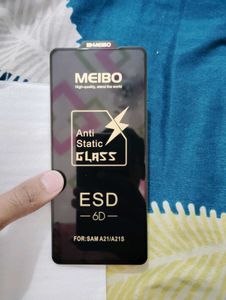 MEIBO
MEIBO
High-quality, stand the world
Anti
Static
GLASS
ESD
6D
FOR:SAM A21/A21S